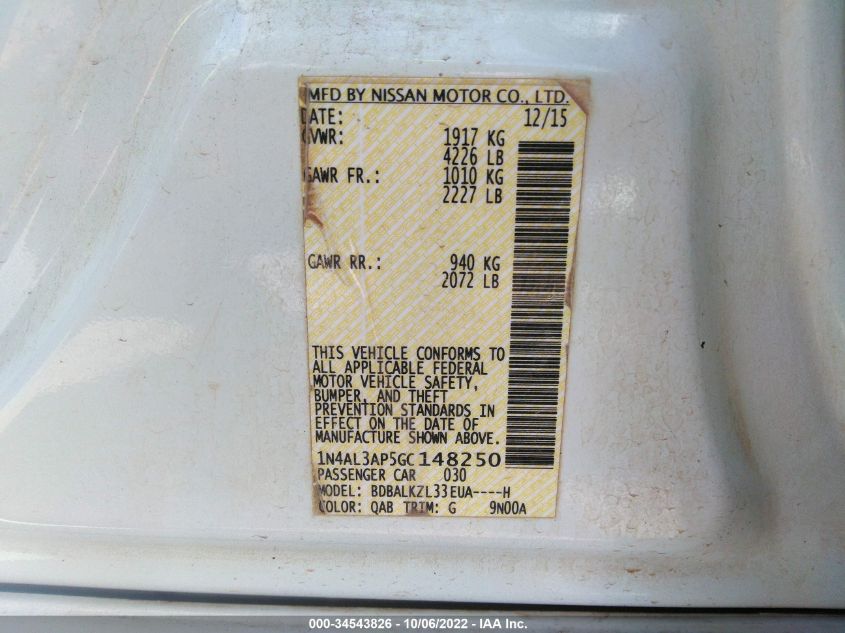 MFD BY NISSAN MOTOR CO., LTD.
DATE: 12/15
GVWR: 1917 KG
4226 LB
GAWR FR.: 1010 KG
2227 LB
GAWR RR.: 940 KG
2072 LB
THIS VEHICLE CONFORMS TO
ALL APPLICABLE FEDERAL
MOTOR VEHICLE SAFETY,
BUMPER, AND THEFT
PREVENTION STANDARDS IN
EFFECT ON THE DATE OF
MANUFACTURE SHOWN ABOVE.
1N4AL3AP5GC148250
PASSENGER CAR 030
MODEL: BDBALKZL33EUA----H
COLOR: QAB TRIM: G 9N00A
000-34543826 - 10/06/2022 - IAA Inc.